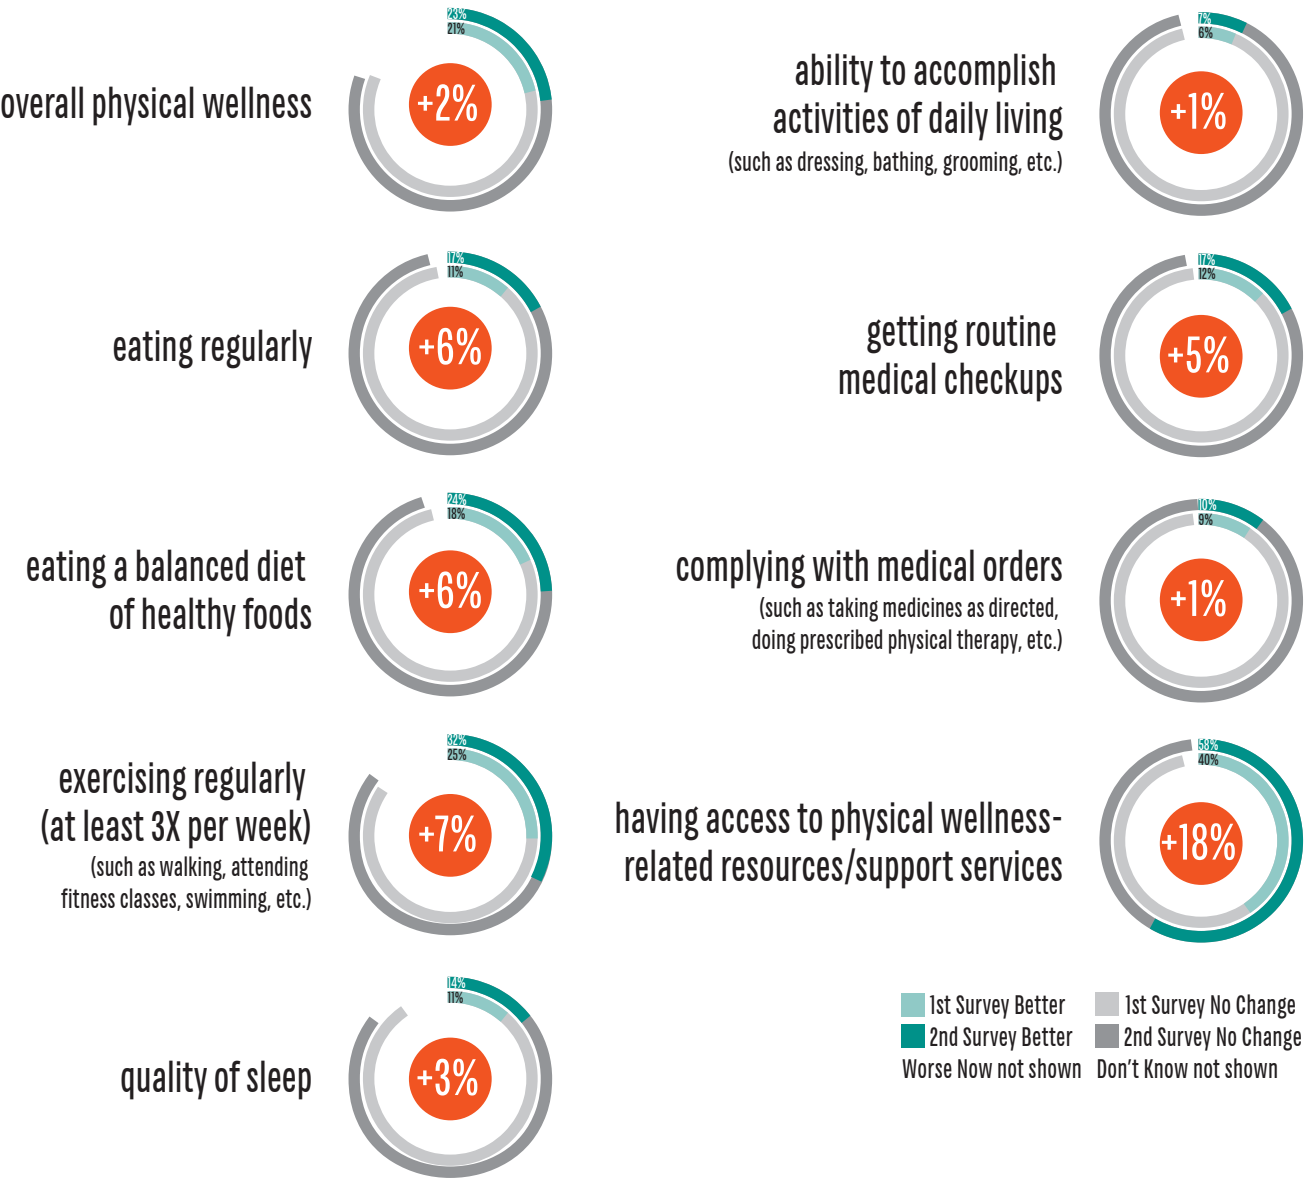 23%
21%
overall physical wellness
+2%
17%
11%
eating regularly
+6%
24%
18%
eating a balanced diet
of healthy foods
+6%
32%
25%
exercising regularly
(at least 3X per week)
(such as walking, attending
fitness classes, swimming, etc.)
+7%
14%
11%
quality of sleep
+3%
7%
6%
ability to accomplish
activities of daily living
(such as dressing, bathing, grooming, etc.)
+1%
17%
12%
getting routine
medical checkups
+5%
10%
9%
complying with medical orders
(such as taking medicines as directed,
doing prescribed physical therapy, etc.)
+1%
58%
40%
having access to physical wellness-
related resources/support services
+18%
1st Survey Better
1st Survey No Change
2nd Survey Better
2nd Survey No Change
Worse Now not shown
Don't Know not shown